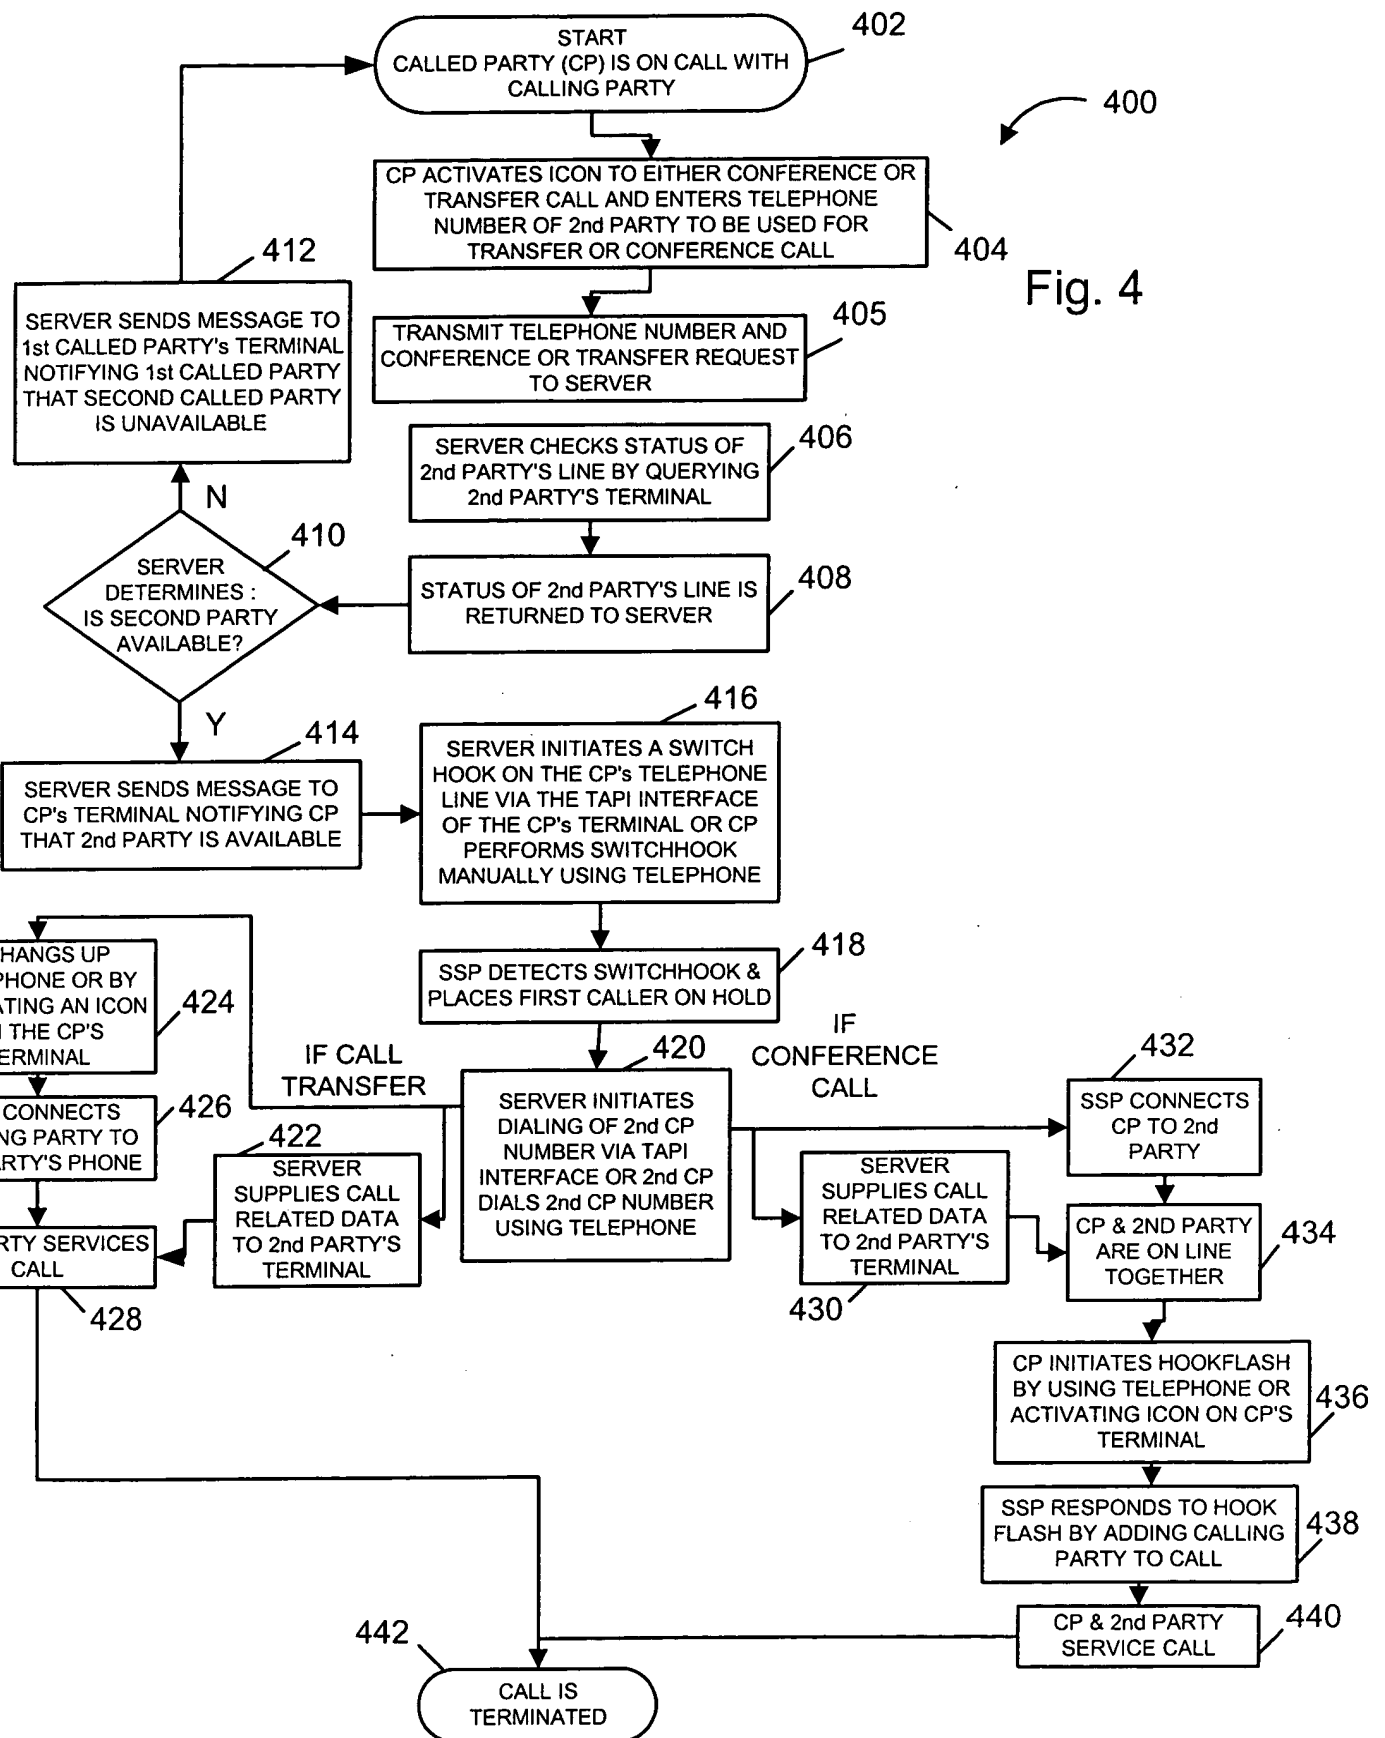 START
CALLED PARTY (CP) IS ON CALL WITH
CALLING PARTY
402
400
CP ACTIVATES ICON TO EITHER CONFERENCE OR
TRANSFER CALL AND ENTERS TELEPHONE
NUMBER OF 2nd PARTY TO BE USED FOR
TRANSFER OR CONFERENCE CALL
404
Fig. 4
412
SERVER SENDS MESSAGE TO
1st CALLED PARTY's TERMINAL
NOTIFYING 1st CALLED PARTY
THAT SECOND CALLED PARTY
IS UNAVAILABLE
TRANSMIT TELEPHONE NUMBER AND
CONFERENCE OR TRANSFER REQUEST
TO SERVER
405
SERVER CHECKS STATUS OF
2nd PARTY'S LINE BY QUERYING
2nd PARTY'S TERMINAL
406
N
410
SERVER
DETERMINES :
IS SECOND PARTY
AVAILABLE?
STATUS OF 2nd PARTY'S LINE IS
RETURNED TO SERVER
408
Y
414
SERVER SENDS MESSAGE TO
CP's TERMINAL NOTIFYING CP
THAT 2nd PARTY IS AVAILABLE
416
SERVER INITIATES A SWITCH
HOOK ON THE CP's TELEPHONE
LINE VIA THE TAPI INTERFACE
OF THE CP's TERMINAL OR CP
PERFORMS SWITCHHOOK
MANUALLY USING TELEPHONE
418
SSP DETECTS SWITCHHOOK &
PLACES FIRST CALLER ON HOLD
HANGS UP
PHONE OR BY
ATING AN ICON
THE CP'S
ERMINAL
424
IF CALL
TRANSFER
420
SERVER INITIATES
DIALING OF 2nd CP
NUMBER VIA TAPI
INTERFACE OR 2nd CP
DIALS 2nd CP NUMBER
USING TELEPHONE
IF
CONFERENCE
CALL
432
SSP CONNECTS
CP TO 2nd
PARTY
CONNECTS
NG PARTY TO
ARTY'S PHONE
426
422
SERVER
SUPPLIES CALL
RELATED DATA
TO 2nd PARTY'S
TERMINAL
SERVER
SUPPLIES CALL
RELATED DATA
TO 2nd PARTY'S
TERMINAL
430
CP & 2ND PARTY
ARE ON LINE
TOGETHER
434
RTY SERVICES
CALL
428
CP INITIATES HOOKFLASH
BY USING TELEPHONE OR
ACTIVATING ICON ON CP'S
TERMINAL
436
SSP RESPONDS TO HOOK
FLASH BY ADDING CALLING
PARTY TO CALL
438
CP & 2nd PARTY
SERVICE CALL
440
442
CALL IS
TERMINATED